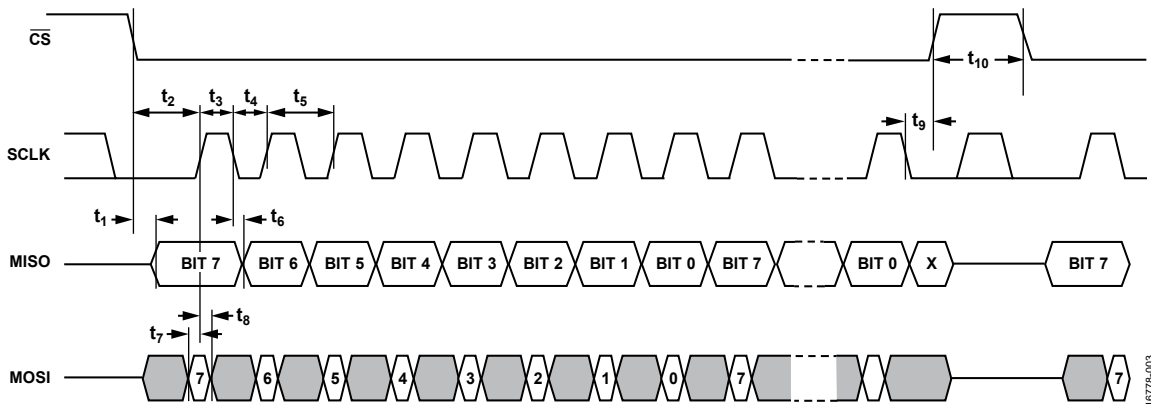 CS
t10
t2 t3 t4 t5
t9
SCLK
t1 t6
MISO BIT 7 BIT 6 BIT 5 BIT 4 BIT 3 BIT 2 BIT 1 BIT 0 BIT 7 BIT 0 X BIT 7
t7 t8
MOSI 7 6 5 4 3 2 1 0 7 7
16778-003